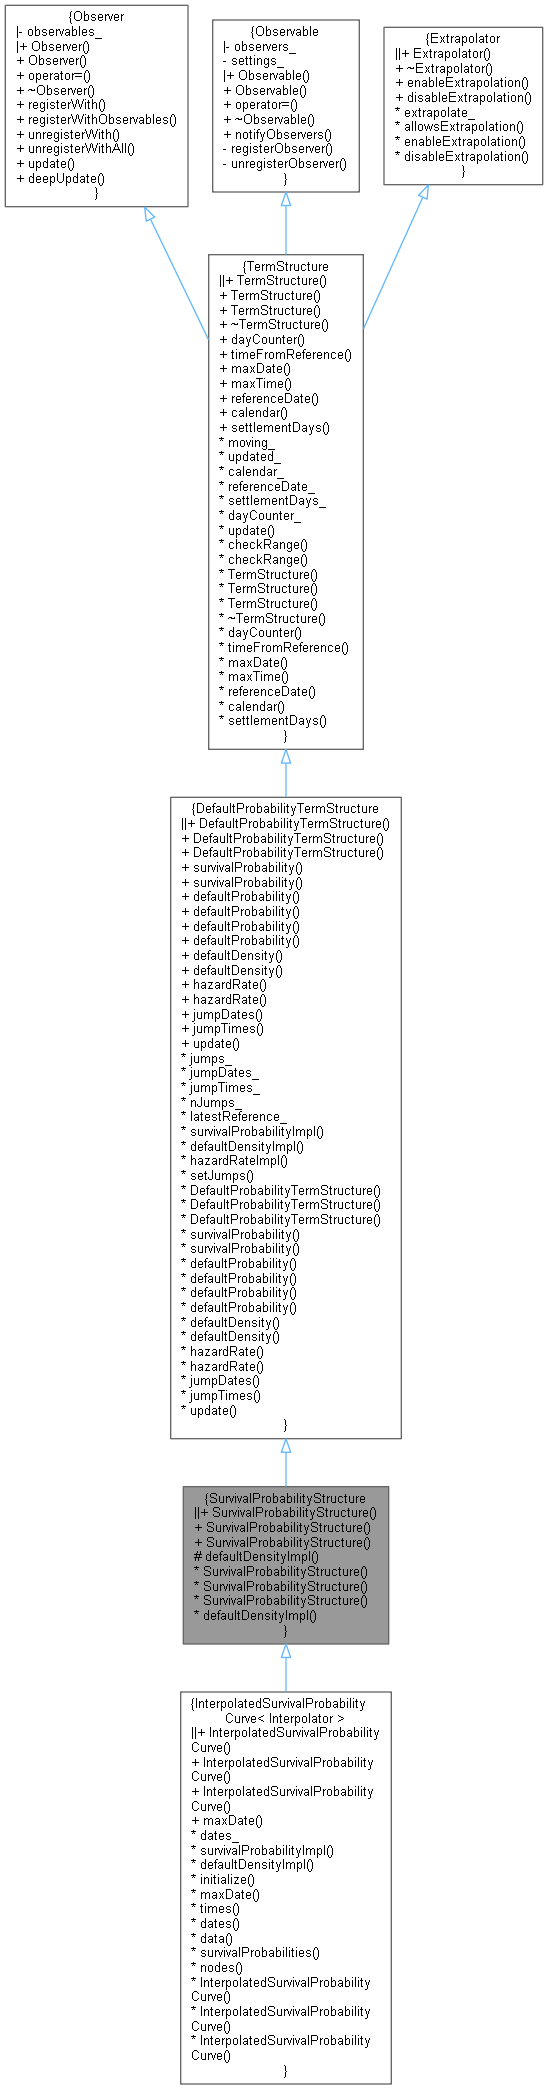 {Observer
|- observables_
|+ Observer()
+ Observer()
+ operator=()
+ ~Observer()
+ registerWith()
+ registerWithObservables()
+ unregisterWith()
+ unregisterWithAll()
+ update()
+ deepUpdate()
}
{Observable
|- observers_
- settings_
|+ Observable()
+ Observable()
+ operator=()
+ ~Observable()
+ notifyObservers()
- registerObserver()
- unregisterObserver()
}
{Extrapolator
||+ Extrapolator()
+ ~Extrapolator()
+ enableExtrapolation()
+ disableExtrapolation()
* extrapolate_
* allowsExtrapolation()
* enableExtrapolation()
* disableExtrapolation()
}
{TermStructure
||+ TermStructure()
+ TermStructure()
+ TermStructure()
+ ~TermStructure()
+ dayCounter()
+ timeFromReference()
+ maxDate()
+ maxTime()
+ referenceDate()
+ calendar()
+ settlementDays()
* moving_
* updated_
* calendar_
* referenceDate_
* settlementDays_
* dayCounter_
* update()
* checkRange()
* checkRange()
* TermStructure()
* TermStructure()
* TermStructure()
* ~TermStructure()
* dayCounter()
* timeFromReference()
* maxDate()
* maxTime()
* referenceDate()
* calendar()
* settlementDays()
}
{DefaultProbabilityTermStructure
||+ DefaultProbabilityTermStructure()
+ DefaultProbabilityTermStructure()
+ DefaultProbabilityTermStructure()
+ survivalProbability()
+ survivalProbability()
+ defaultProbability()
+ defaultProbability()
+ defaultProbability()
+ defaultProbability()
+ defaultDensity()
+ defaultDensity()
+ hazardRate()
+ hazardRate()
+ jumpDates()
+ jumpTimes()
+ update()
* jumps_
* jumpDates_
* jumpTimes_
* nJumps_
* latestReference_
* survivalProbabilityImpl()
* defaultDensityImpl()
* hazardRateImpl()
* setJumps()
* DefaultProbabilityTermStructure()
* DefaultProbabilityTermStructure()
* DefaultProbabilityTermStructure()
* survivalProbability()
* survivalProbability()
* defaultProbability()
* defaultProbability()
* defaultProbability()
* defaultProbability()
* defaultDensity()
* defaultDensity()
* hazardRate()
* hazardRate()
* jumpDates()
* jumpTimes()
* update()
}
{SurvivalProbabilityStructure
||+ SurvivalProbabilityStructure()
+ SurvivalProbabilityStructure()
+ SurvivalProbabilityStructure()
# defaultDensityImpl()
* SurvivalProbabilityStructure()
* SurvivalProbabilityStructure()
* SurvivalProbabilityStructure()
* defaultDensityImpl()
}
{InterpolatedSurvivalProbability
Curve< Interpolator >
||+ InterpolatedSurvivalProbability
Curve()
+ InterpolatedSurvivalProbability
Curve()
+ InterpolatedSurvivalProbability
Curve()
+ maxDate()
* dates_
* survivalProbabilityImpl()
* defaultDensityImpl()
* initialize()
* maxDate()
* times()
* dates()
* data()
* survivalProbabilities()
* nodes()
* InterpolatedSurvivalProbability
Curve()
* InterpolatedSurvivalProbability
Curve()
* InterpolatedSurvivalProbability
Curve()
}